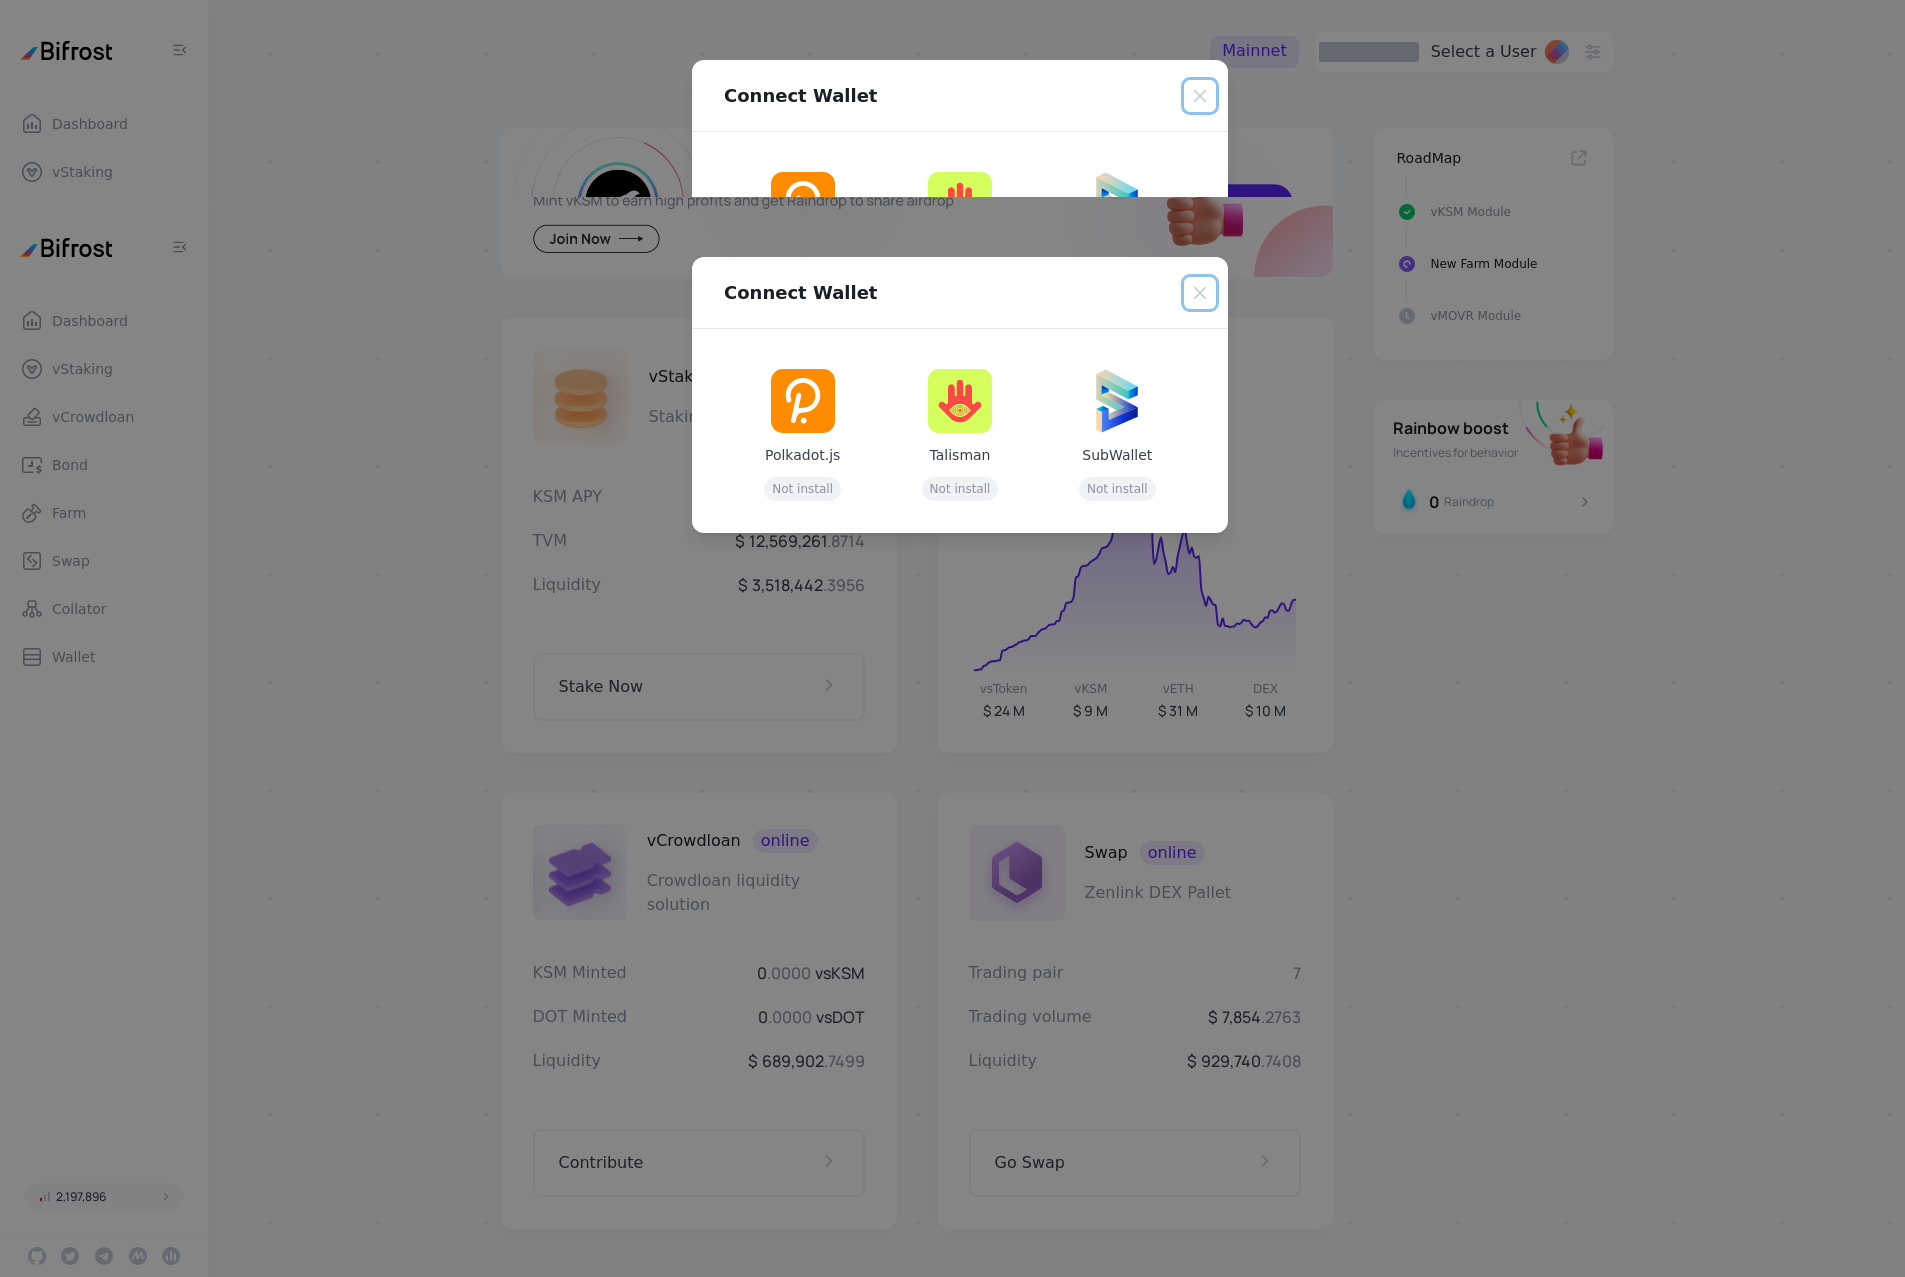 Bifrost
Dashboard
vStaking
Mainnet
Select a User
Connect Wallet
RoadMap
vKSM Module
New Farm Module
vMOVR Module
Mint vKSM to earn high profits and get Raindrop to share airdrop
Join Now
Bifrost
Dashboard
vStaking
vCrowdloan
Bond
Farm
Swap
Collator
Wallet
Connect Wallet
Polkadot.js
Talisman
SubWallet
Not install
Not install
Not install
Rainbow boost
Incentives for behavior
0 Raindrop
KSM APY
TVM
$ 12,569,261.8714
Liquidity
$ 3,518,442.3956
Stake Now
vsToken
vKSM
vETH
DEX
$ 24 M
$ 9 M
$ 31 M
$ 10 M
vCrowdloan
online
Crowdloan liquidity
solution
KSM Minted
0.0000 vsKSM
DOT Minted
0.0000 vsDOT
Liquidity
$ 689,902.7499
Contribute
Swap
online
Zenlink DEX Pallet
Trading pair
7
Trading volume
$ 7,854.2763
Liquidity
$ 929,740.7408
Go Swap
2,197,896